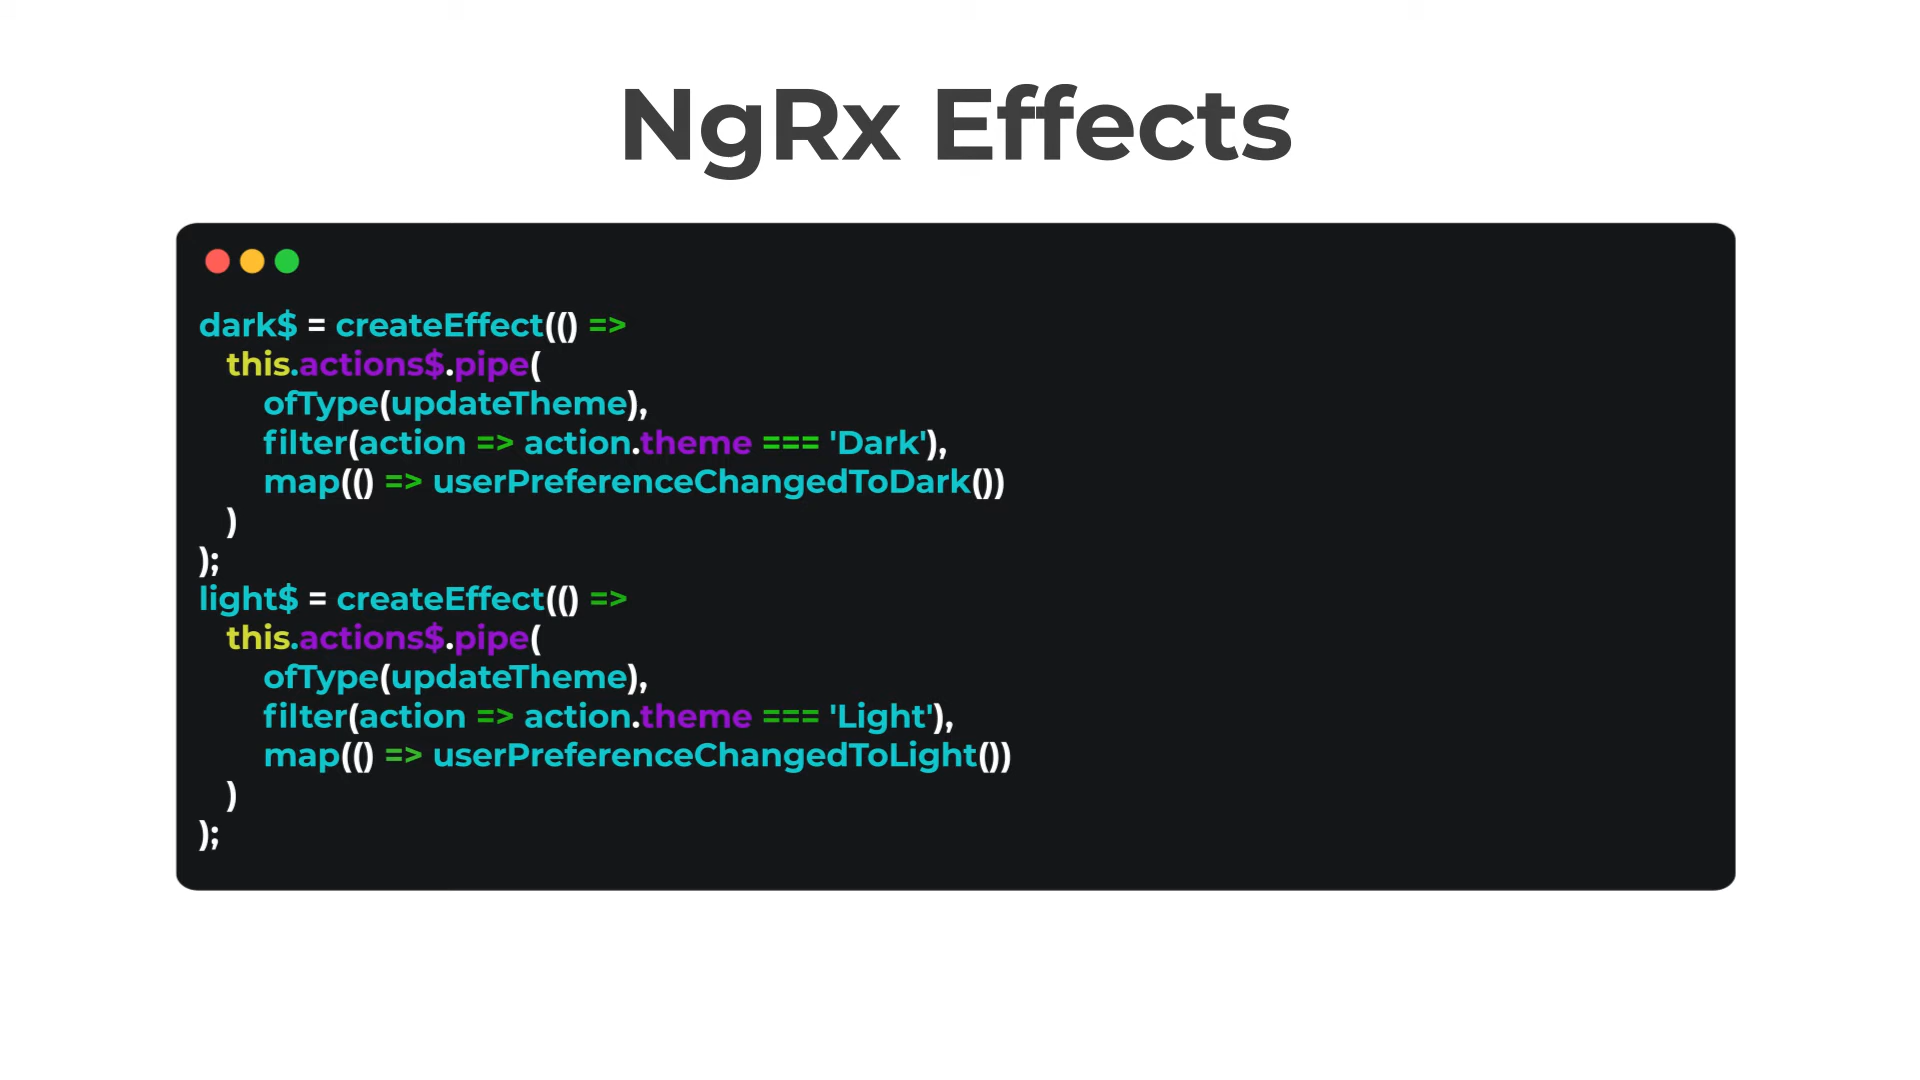 NgRx Effects
dark$ = createEffect(() =>
this.actions$.pipe(
ofType(updateTheme),
filter(action => action.theme === 'Dark'),
map(() => userPreferenceChangedToDark())
)
);
light$ = createEffect(() =>
this.actions$.pipe(
ofType(updateTheme),
filter(action => action.theme === 'Light'),
map(() => userPreferenceChangedToLight())
)
);